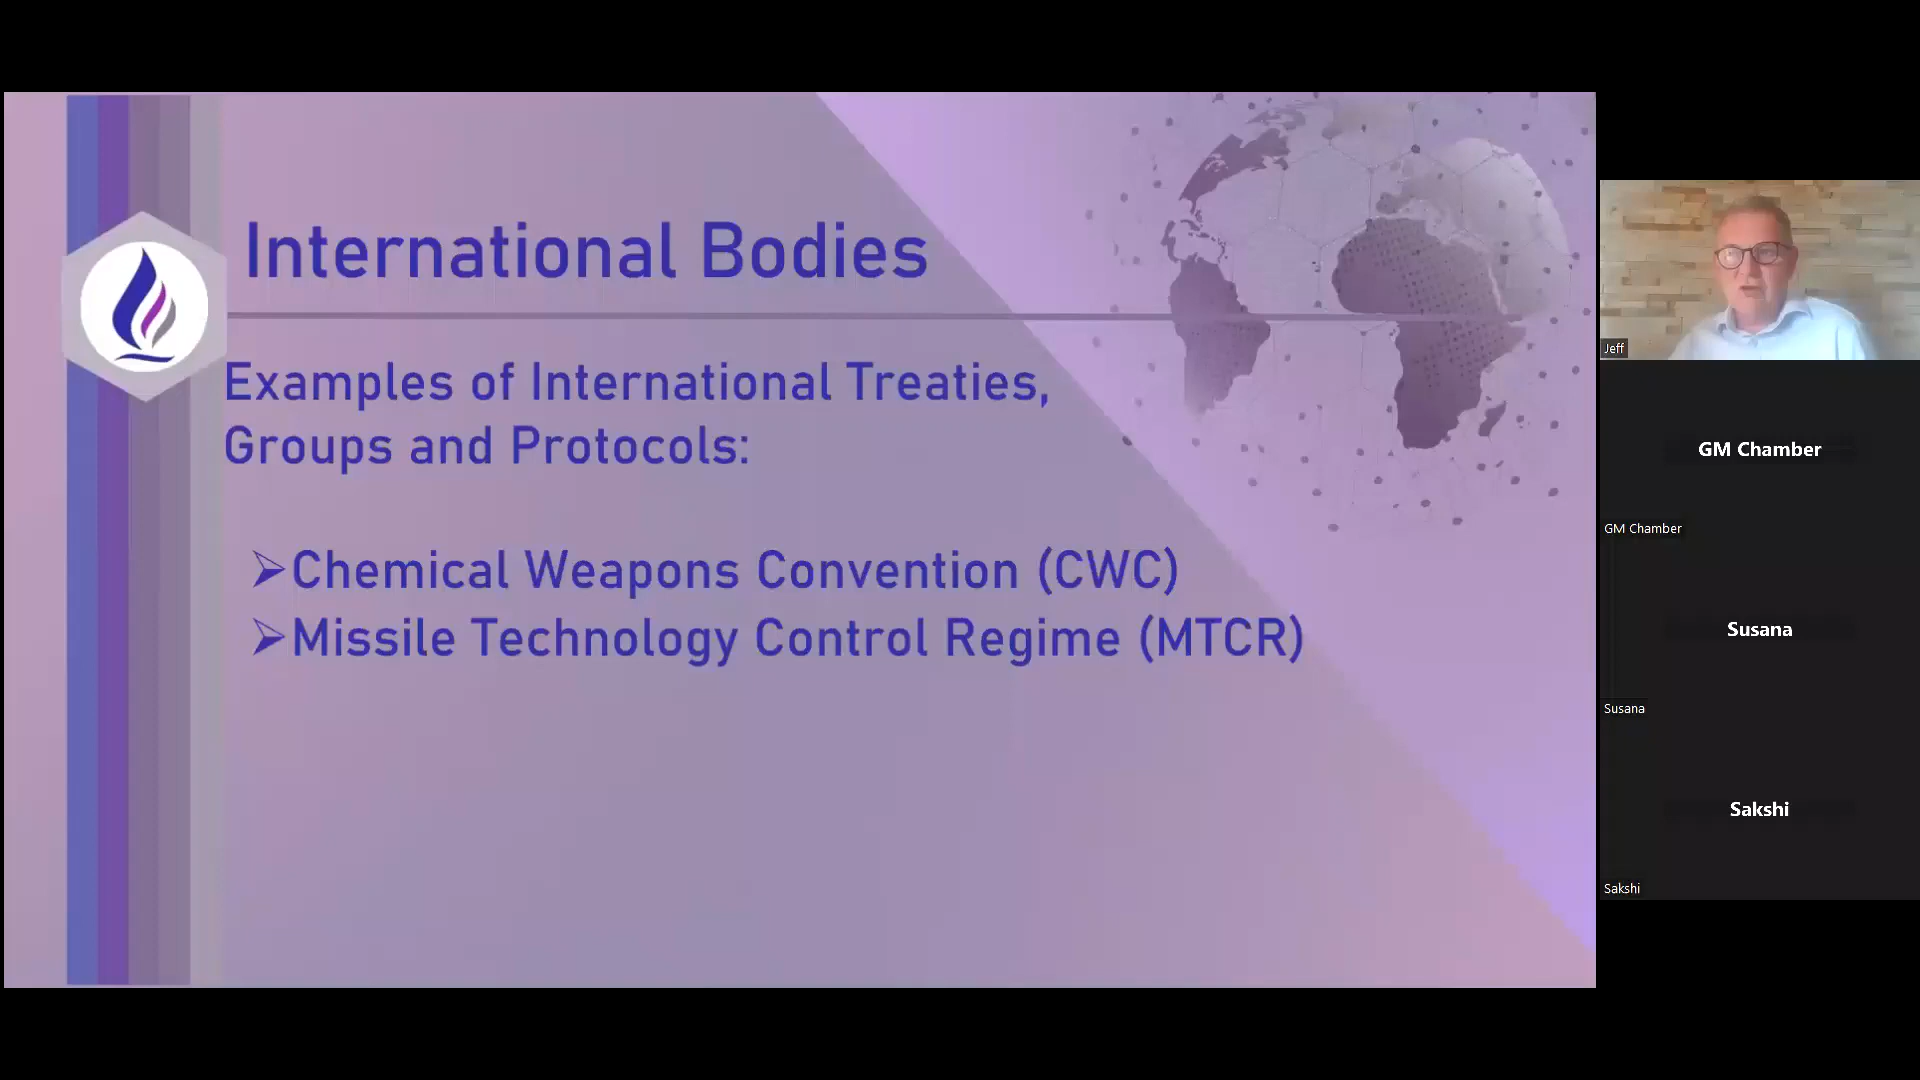 International Bodies
Examples of International Treaties,
Groups and Protocols:
➢Chemical Weapons Convention (CWC)
➢Missile Technology Control Regime (MTCR)
Jeff
GM Chamber
GM Chamber
Susana
Susana
Sakshi
Sakshi